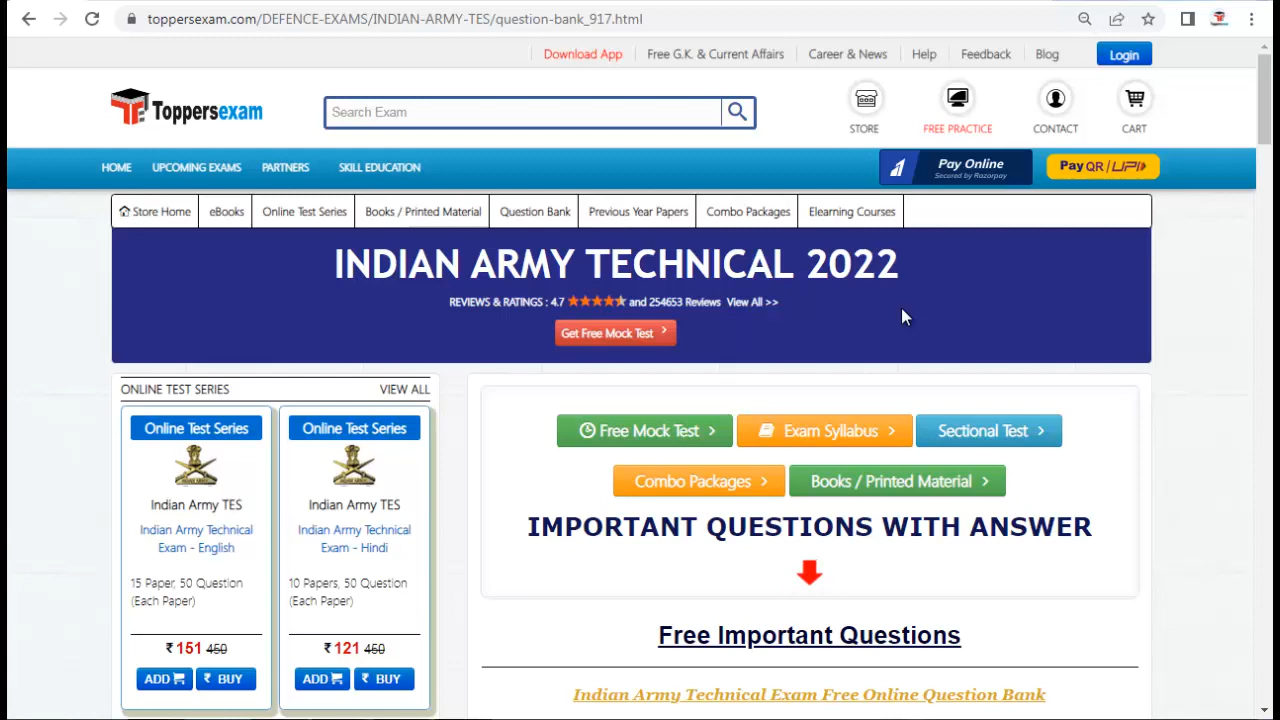 toppersexam.com/DEFENCE-EXAMS/INDIAN-ARMY-TES/question-bank_917.html
Download App Free G.K. & Current Affairs Career & News Help Feedback Blog Login
Toppersexam
Search Exam
STORE FREE PRACTICE CONTACT CART
HOME UPCOMING EXAMS PARTNERS SKILL EDUCATION
Pay Online
Secured by Razorpay
Pay QR / UPI
Store Home eBooks Online Test Series Books / Printed Material Question Bank Previous Year Papers Combo Packages Elearning Courses
INDIAN ARMY TECHNICAL 2022
REVIEWS & RATINGS : 4.7 and 254653 Reviews View All >>
Get Free Mock Test
ONLINE TEST SERIES VIEW ALL
Online Test Series
Indian Army TES
Indian Army Technical
Exam - English
15 Paper, 50 Question
(Each Paper)
₹ 151 450
ADD ₹ BUY
Online Test Series
Indian Army TES
Indian Army Technical
Exam - Hindi
10 Papers, 50 Question
(Each Paper)
₹ 121 450
ADD ₹ BUY
Free Mock Test Exam Syllabus Sectional Test
Combo Packages Books / Printed Material
IMPORTANT QUESTIONS WITH ANSWER
Free Important Questions
Indian Army Technical Exam Free Online Question Bank